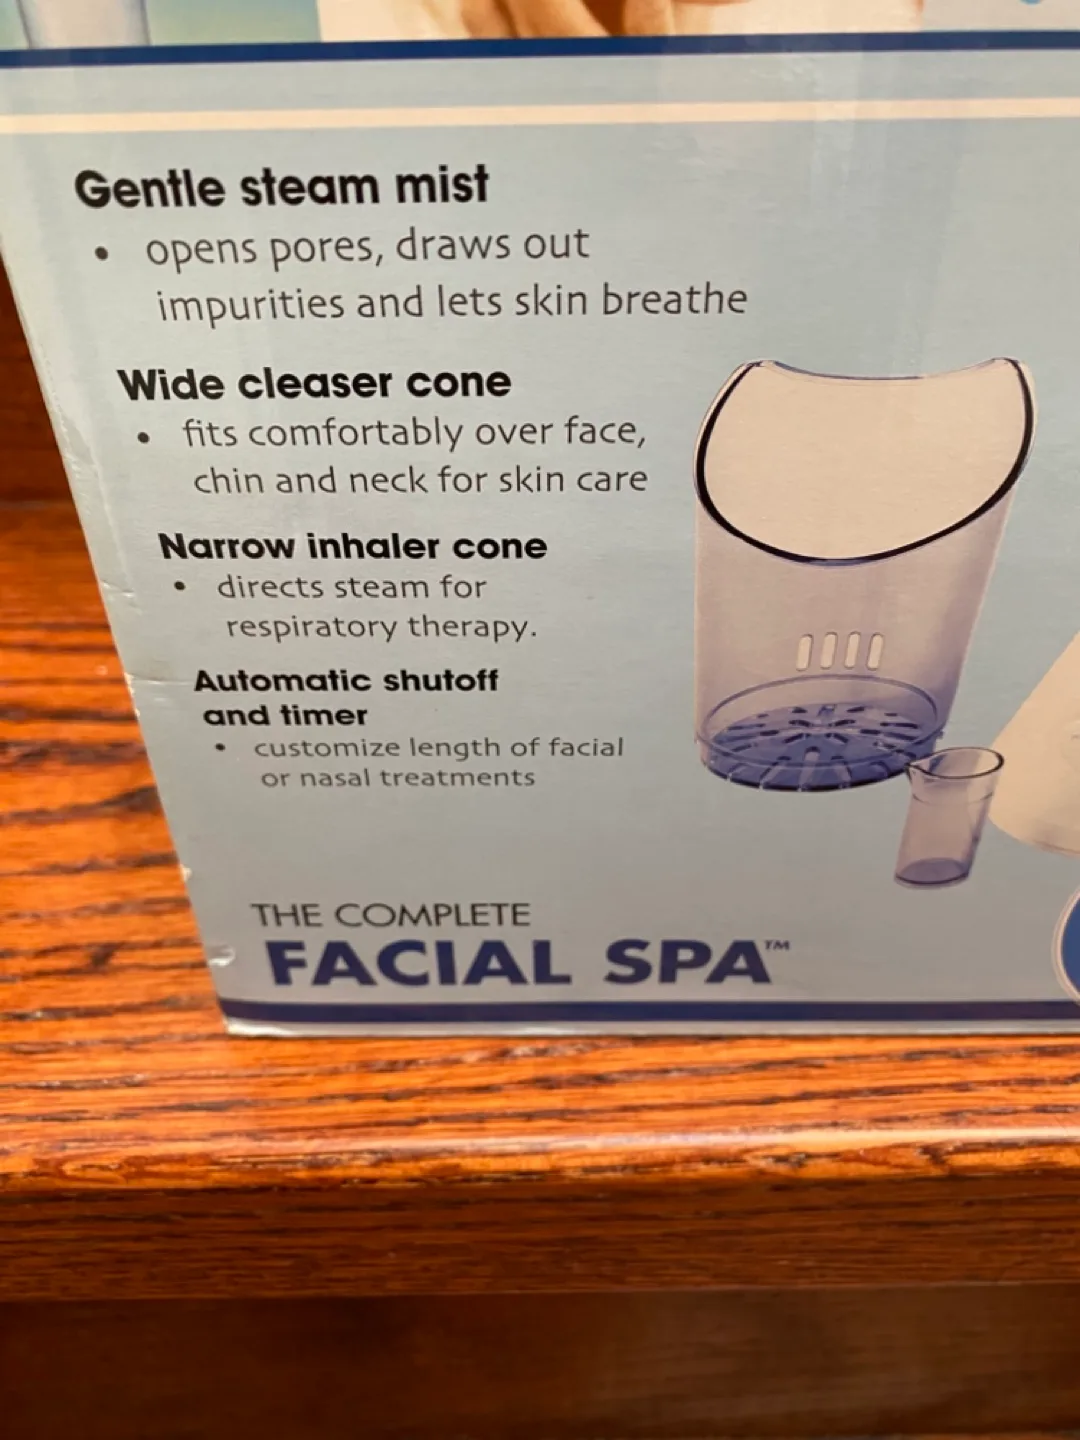 Gentle steam mist
• opens pores, draws out
impurities and lets skin breathe
Wide cleaser cone
• fits comfortably over face,
chin and neck for skin care
Narrow inhaler cone
• directs steam for
respiratory therapy.
Automatic shutoff
and timer
• customize length of facial
or nasal treatments
THE COMPLETE
FACIAL SPA™